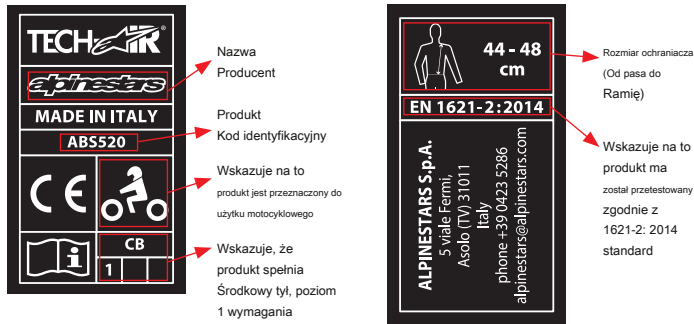 TECH-AIR
alpinestars
MADE IN ITALY
ABS520
CE
i
CB
1
Nazwa
Producent
Produkt
Kod identyfikacyjny
Wskazuje na to
produkt jest przeznaczony do
użytku motocyklowego
Wskazuje, że
produkt spełnia
Środkowy tył, poziom
1 wymagania
44 - 48
cm
EN 1621-2:2014
ALPINESTARS S.p.A.
5 viale Fermi,
Asolo (TV) 31011
Italy
phone +39 0423 5286
alpinestars@alpinestars.com
Rozmiar ochraniacza
(Od pasa do
Ramię)
Wskazuje na to
produkt ma
został przetestowany
zgodnie z
1621-2: 2014
standard